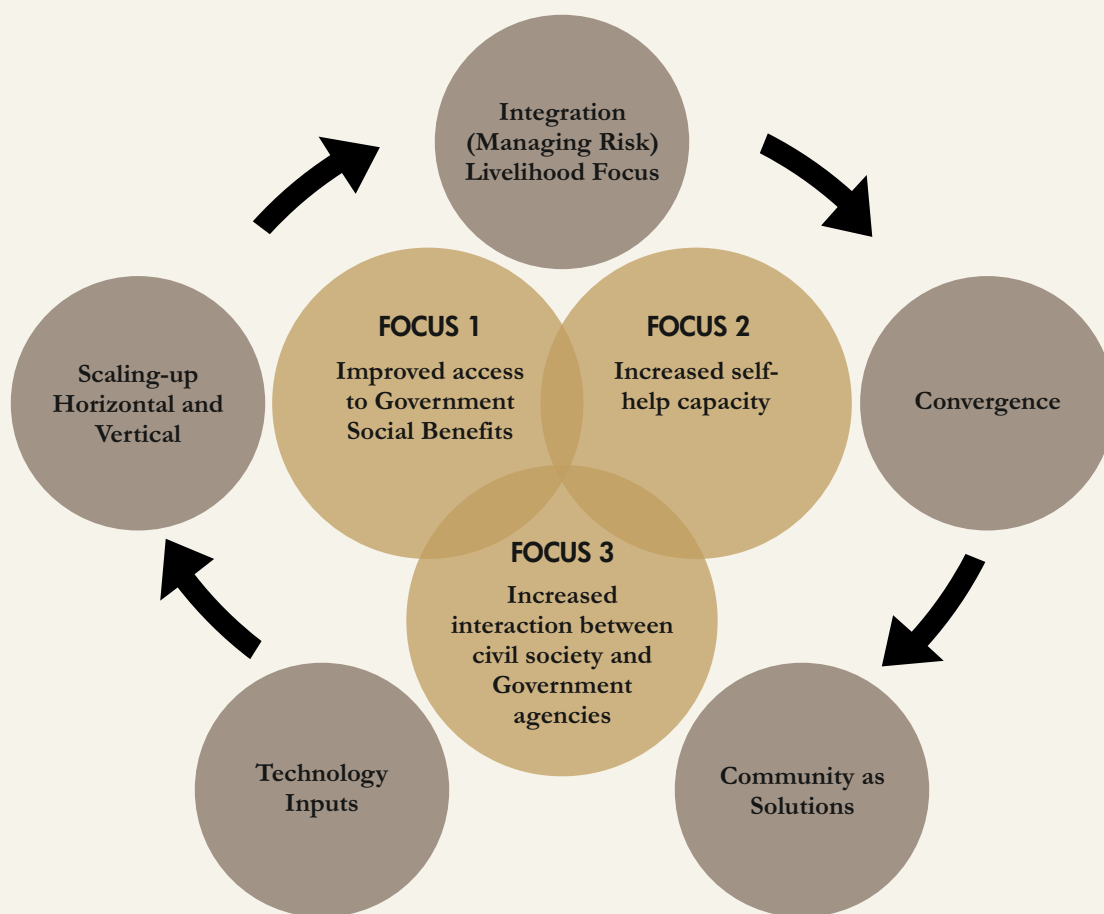 Integration
(Managing Risk)
Livelihood Focus
FOCUS 1
Improved access
to Government
Social Benefits
FOCUS 2
Increased self-
help capacity
Scaling-up
Horizontal and
Vertical
Convergence
FOCUS 3
Increased
interaction between
civil society and
Government
agencies
Technology
Inputs
Community as
Solutions